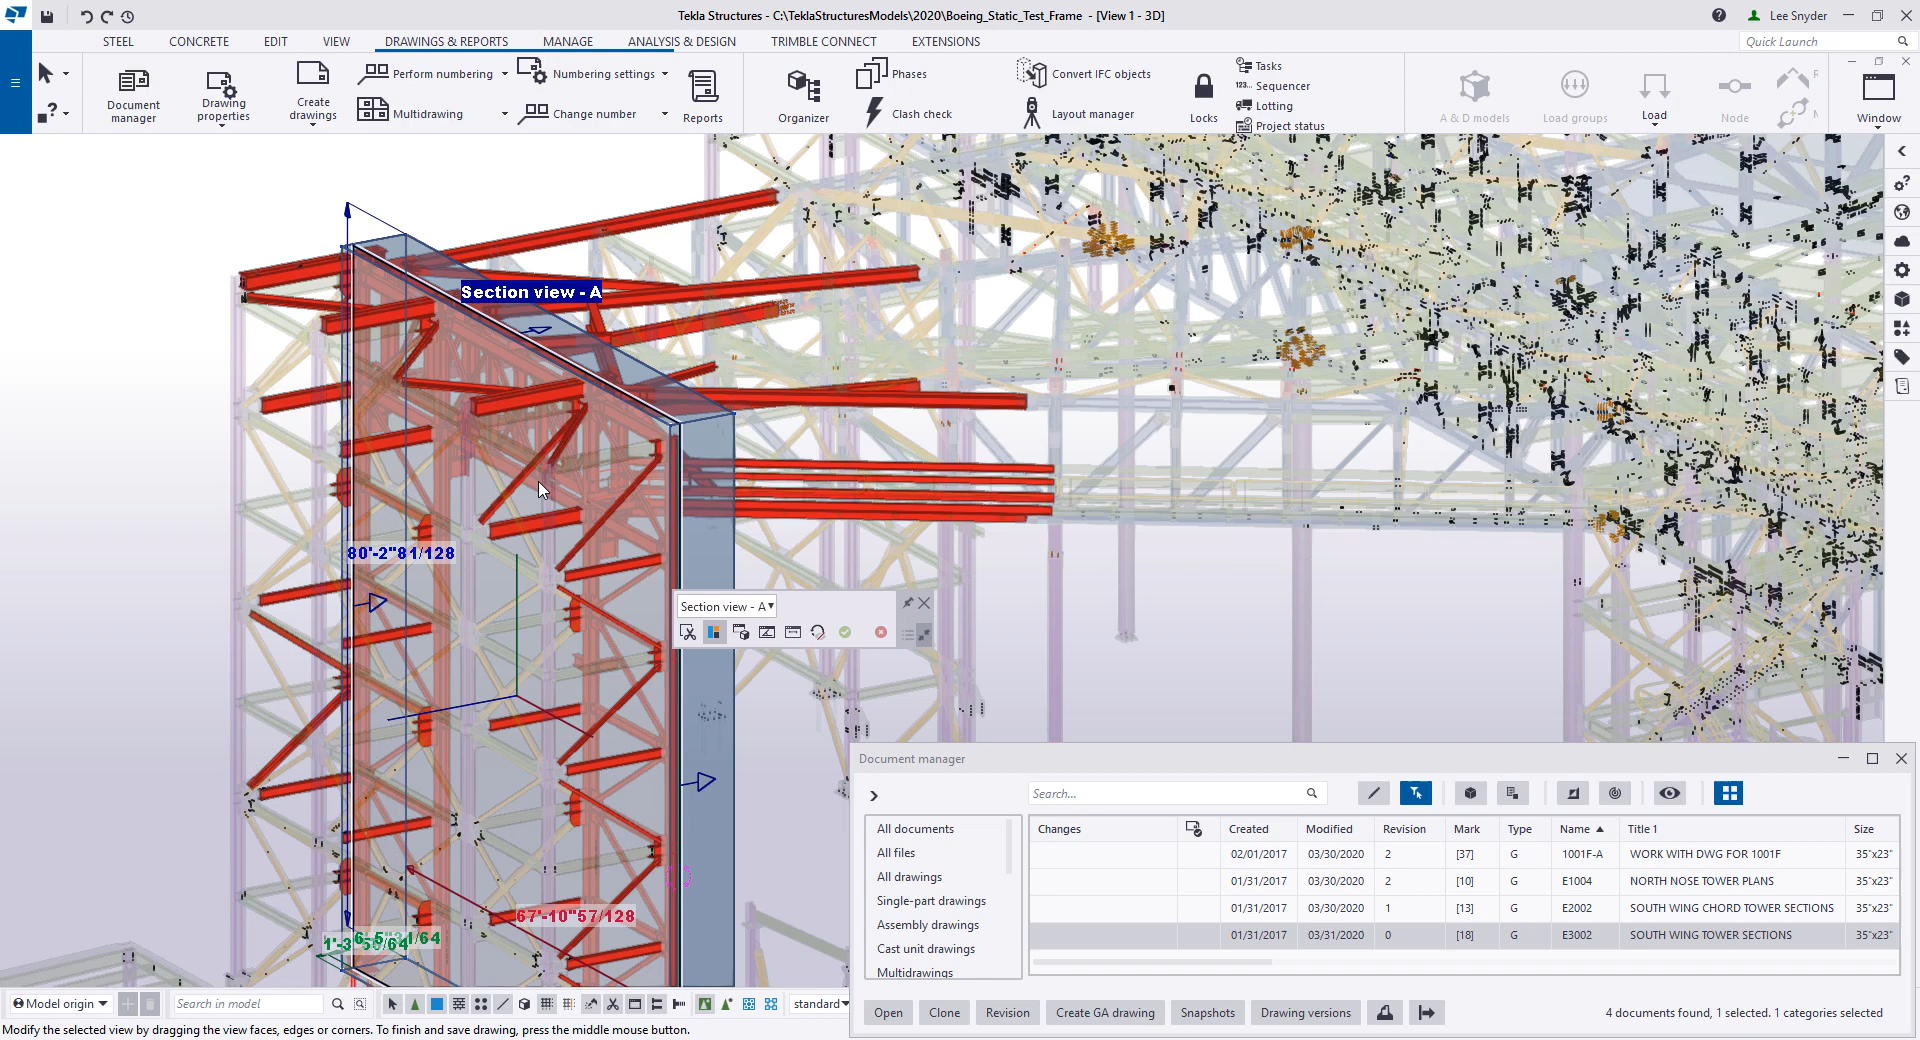 Tekla Structures - C:\TeklaStructuresModels\2020\Boeing_Static_Test_Frame - [View 1 - 3D]
Lee Snyder
STEEL CONCRETE EDIT VIEW DRAWINGS & REPORTS MANAGE ANALYSIS & DESIGN TRIMBLE CONNECT EXTENSIONS
Quick Launch
Document manager
Drawing properties
Create drawings
Perform numbering
Multidrawing
Numbering settings
Change number
Reports
Organizer
Phases
Clash check
Convert IFC objects
Layout manager
Locks
Tasks
123... Sequencer
Lotting
Project status
A & D models
Load groups
Load
Node
Window
Section view - A
80'-2"81/128
Section view - A
67'-10"57/128
Document manager
Search...
All documents
All files
All drawings
Single-part drawings
Assembly drawings
Cast unit drawings
Multidrawings
Changes Created Modified Revision Mark Type Name Title 1 Size
02/01/2017 03/30/2020 2 [37] G 1001F-A WORK WITH DWG FOR 1001F 35"x23"
01/31/2017 03/30/2020 2 [10] G E1004 NORTH NOSE TOWER PLANS 35"x23"
01/31/2017 03/30/2020 1 [13] G E2002 SOUTH WING CHORD TOWER SECTIONS 35"x23"
01/31/2017 03/31/2020 0 [18] G E3002 SOUTH WING TOWER SECTIONS 35"x23"
Open Clone Revision Create GA drawing Snapshots Drawing versions
4 documents found, 1 selected. 1 categories selected
Model origin
Search in model
standard
Modify the selected view by dragging the view faces, edges or corners. To finish and save drawing, press the middle mouse button.